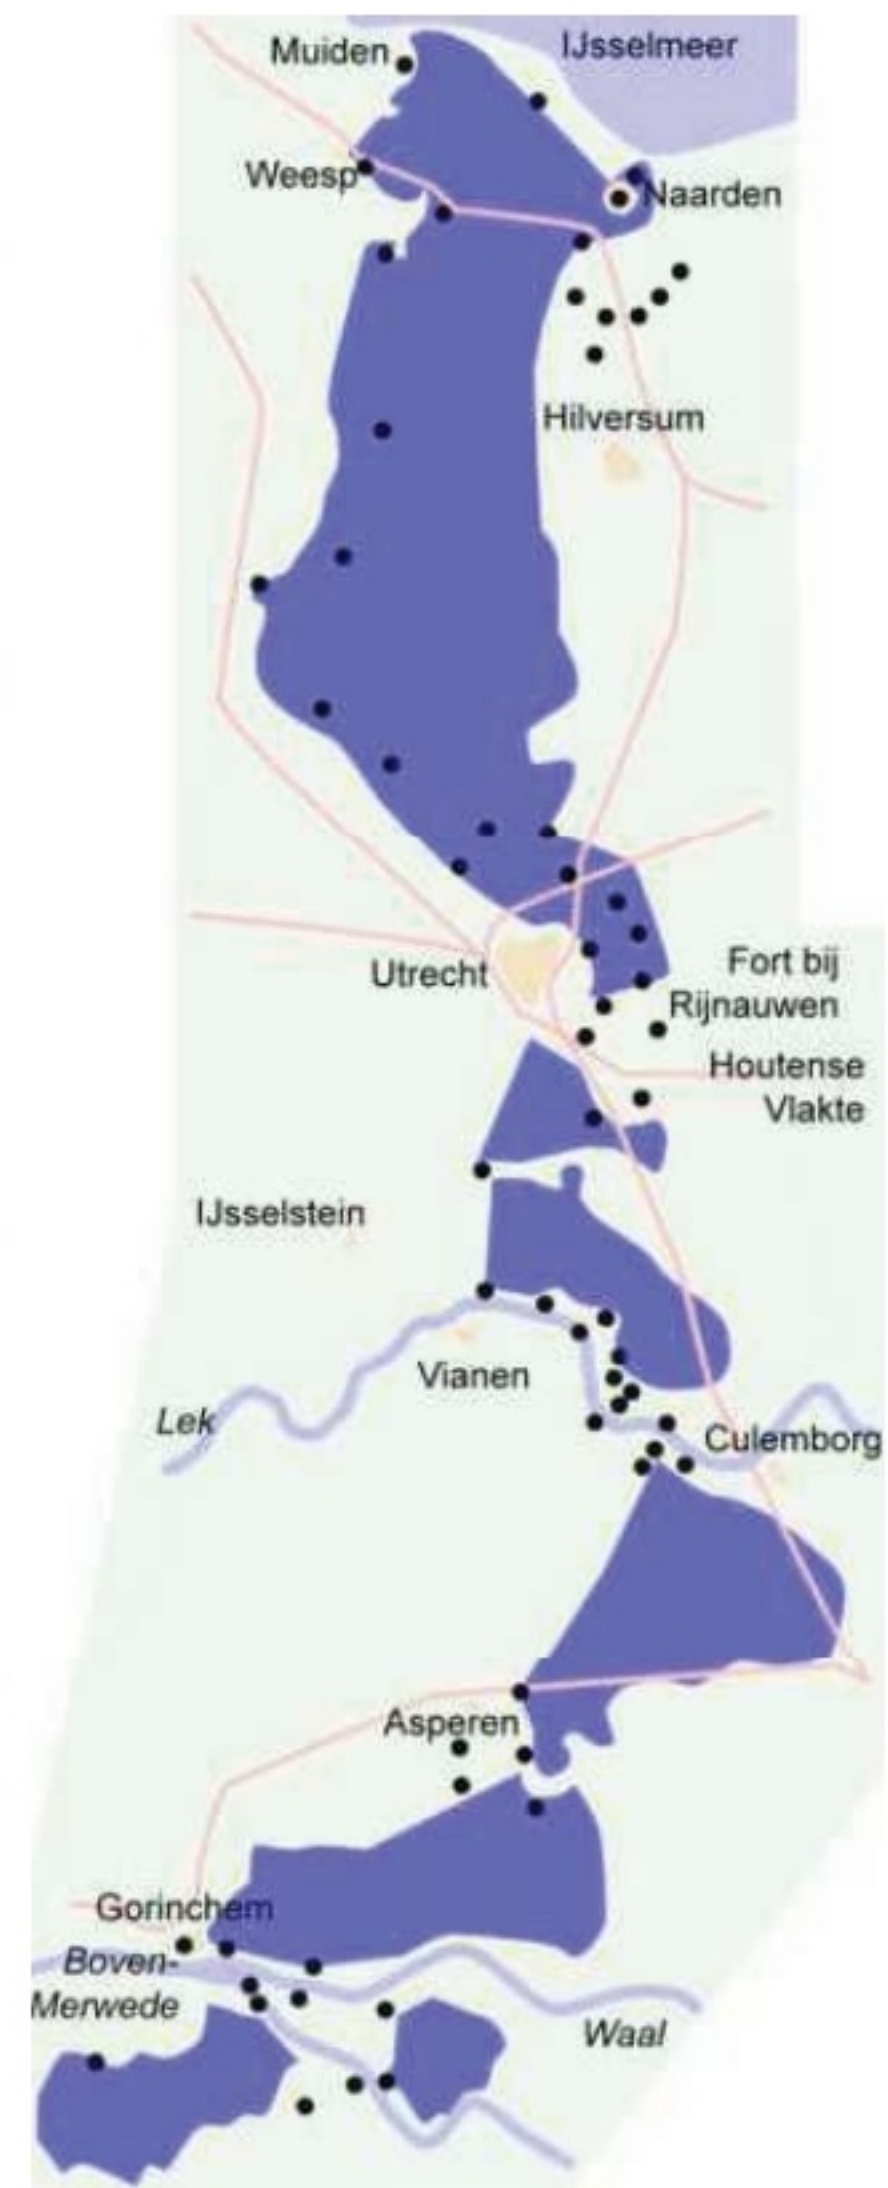 IJsselmeer
Muiden
Weesp
Naarden
Hilversum
Utrecht
Fort bij
Rijnauwen
Houtense
Vlakte
IJsselstein
Vianen
Lek
Culemborg
Asperen
Gorinchem
Boven-
Merwede
Waal